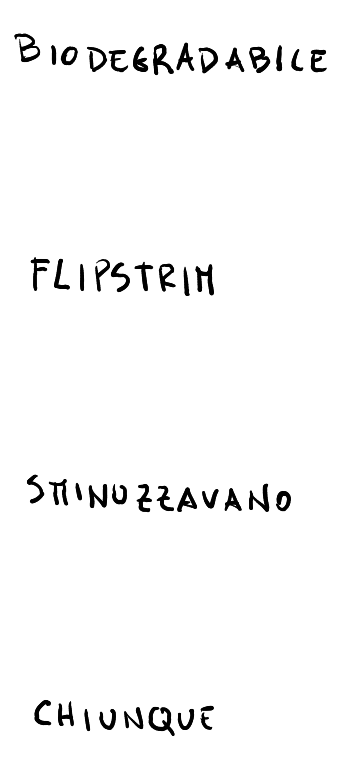 BIODEGRADABILE
FLIPSTRIM
SMINUZZAVANO
CHIUNQUE